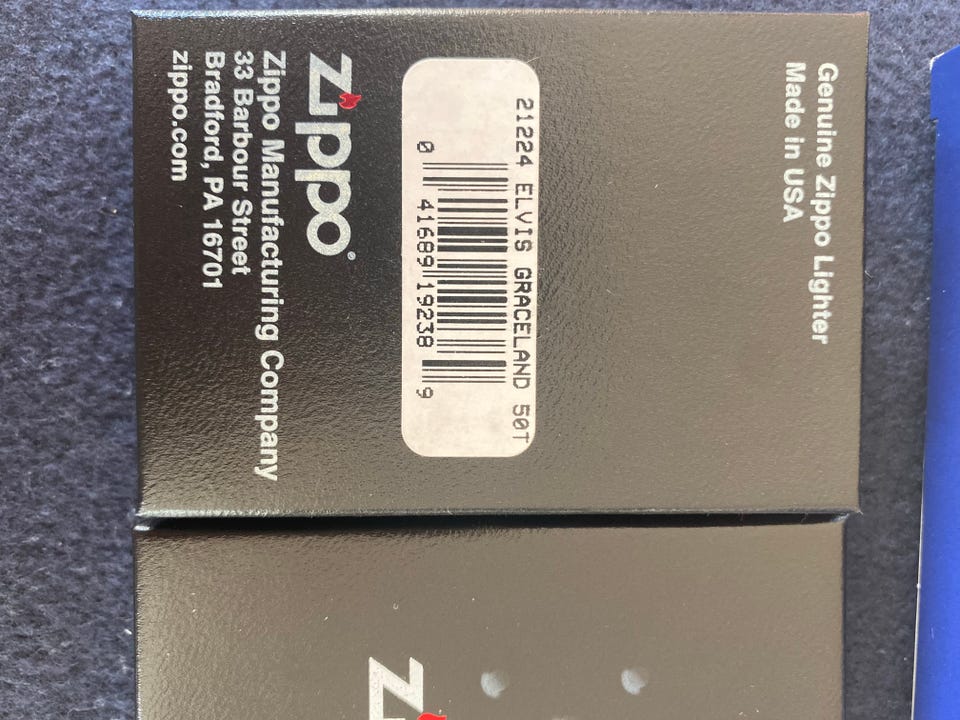 Genuine Zippo Lighter
Made in USA
21224 ELVIS GRACELAND 50T
0 41689 19238 9
Zippo®
Zippo Manufacturing Company
33 Barbour Street
Bradford, PA 16701
zippo.com
Zi